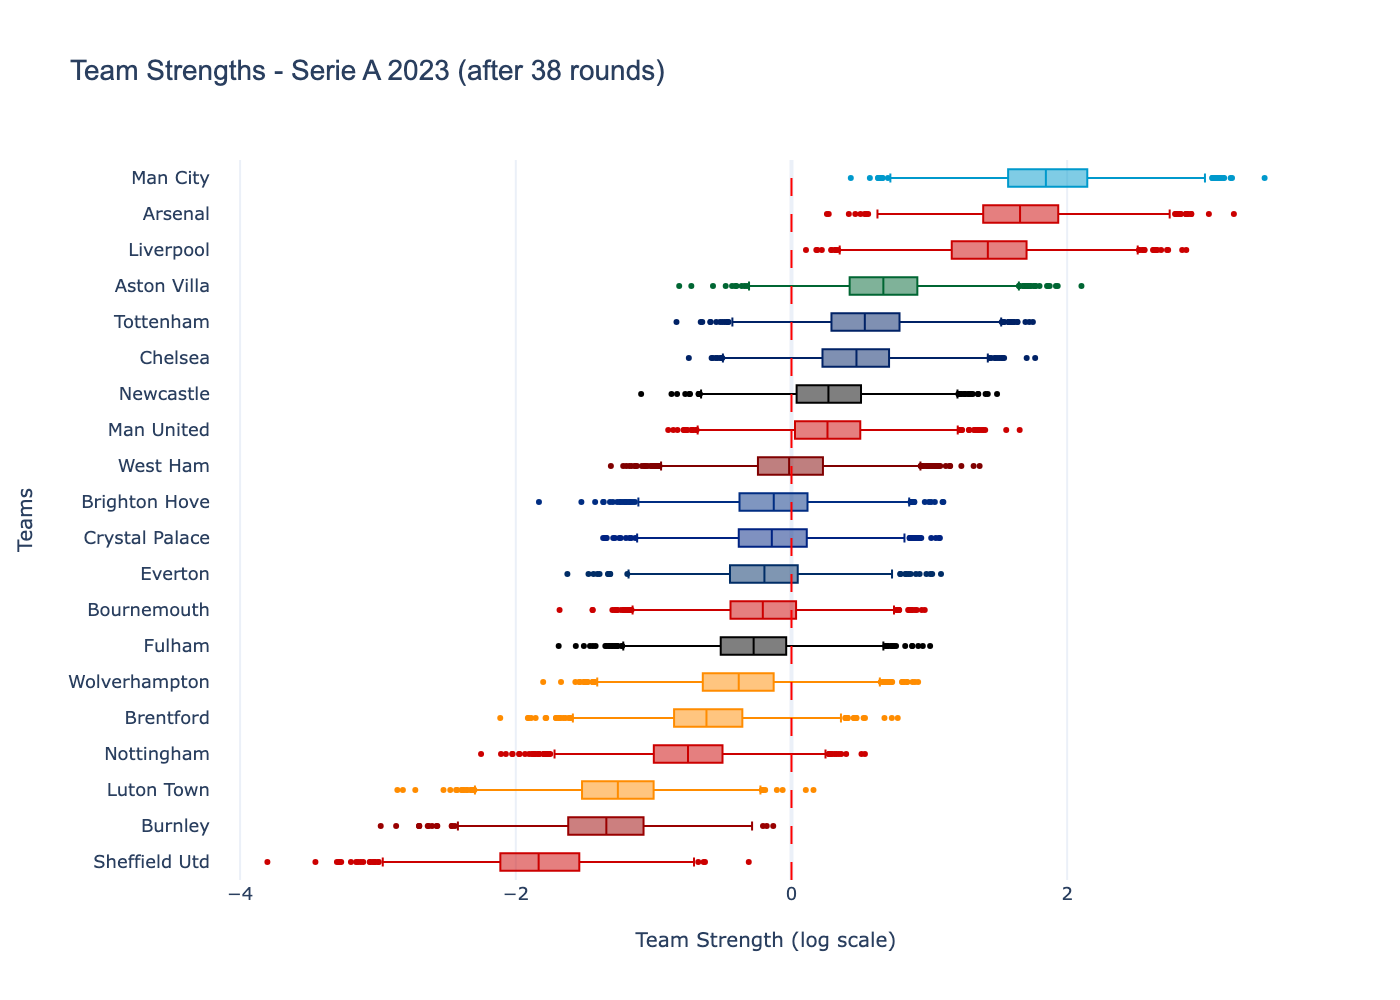 Team Strengths - Serie A 2023 (after 38 rounds)
Man City
Arsenal
Liverpool
Aston Villa
Tottenham
Chelsea
Newcastle
Man United
West Ham
Brighton Hove
Crystal Palace
Everton
Bournemouth
Fulham
Wolverhampton
Brentford
Nottingham
Luton Town
Burnley
Sheffield Utd
Teams
−4
−2
0
2
Team Strength (log scale)